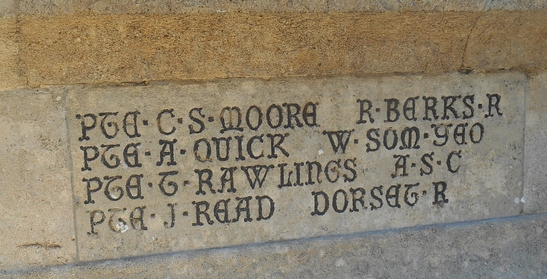 PTE·C·S·MOORE R·BERKS·R
PTE·A·QUICK W·SOM·YEO
PTE·T·RAWLINGS A·S·C
PTE·J·READ DORSET·R